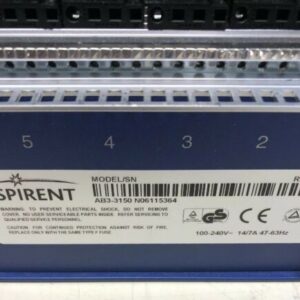 5 4 3 2
SPIRENT
MODEL/SN
AB3-3150 N06115364
WARNING: TO PREVENT ELECTRICAL SHOCK, DO NOT REMOVE
NO USER SERVICEABLE PARTS INSIDE. REFER SERVICING TO
QUALIFIED SERVICE PERSONNEL.
CAUTION: FOR CONTINUED PROTECTION AGAINST RISK OF
REPLACE ONLY WITH THE SAME TYPE F FUSE
100-240V~ 14/7A 47-63Hz